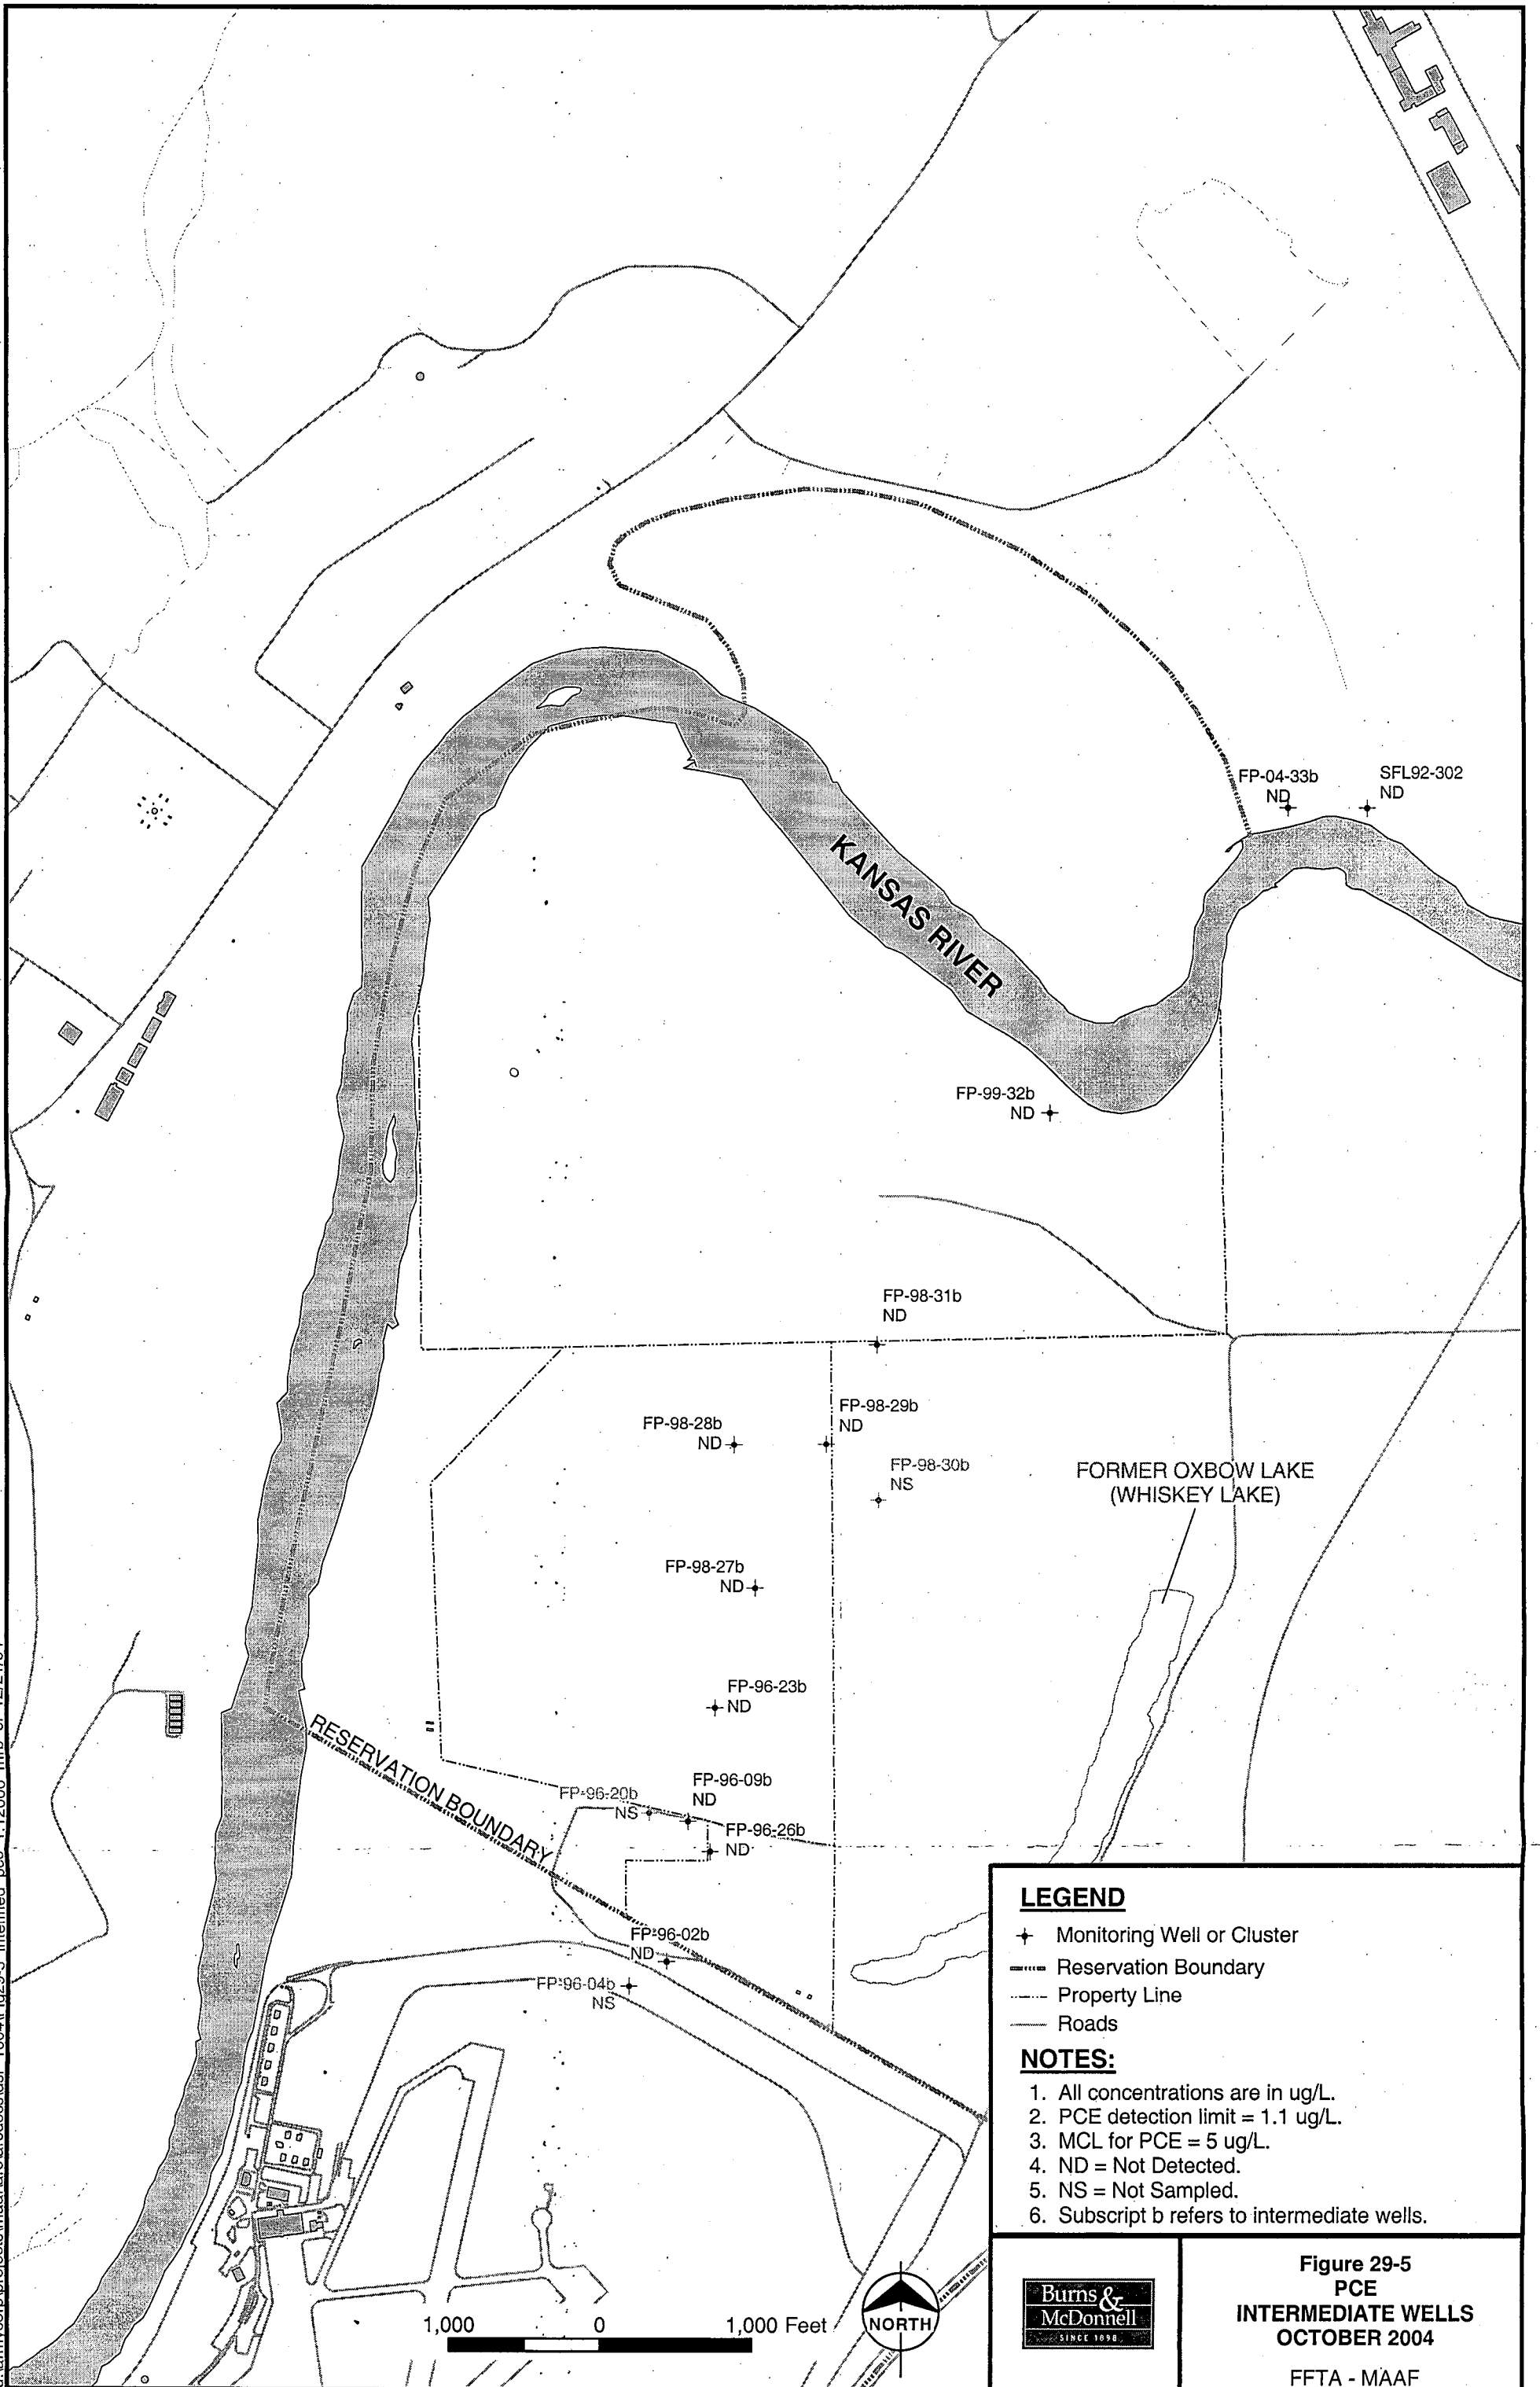 FP-04-33b
ND
SFL92-302
ND
KANSAS RIVER
FP-99-32b
ND
FP-98-31b
ND
FP-98-29b
ND
FP-98-28b
ND
FP-98-30b
NS
FORMER OXBOW LAKE
(WHISKEY LAKE)
FP-98-27b
ND
FP-96-23b
ND
RESERVATION BOUNDARY
FP-96-20b
NS
FP-96-09b
ND
FP-96-26b
ND
FP-96-02b
ND
FP-96-04b
NS
LEGEND
Monitoring Well or Cluster
Reservation Boundary
Property Line
Roads
NOTES:
1. All concentrations are in ug/L.
2. PCE detection limit = 1.1 ug/L.
3. MCL for PCE = 5 ug/L.
4. ND = Not Detected.
5. NS = Not Sampled.
6. Subscript b refers to intermediate wells.
1,000 0 1,000 Feet
NORTH
Burns &
McDonnell
SINCE 1898
Figure 29-5
PCE
INTERMEDIATE WELLS
OCTOBER 2004
FFTA - MAAF